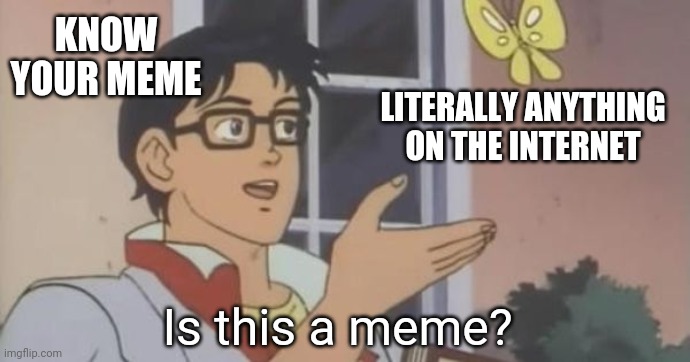 KNOW
YOUR MEME
LITERALLY ANYTHING
ON THE INTERNET
Is this a meme?
imgflip.com